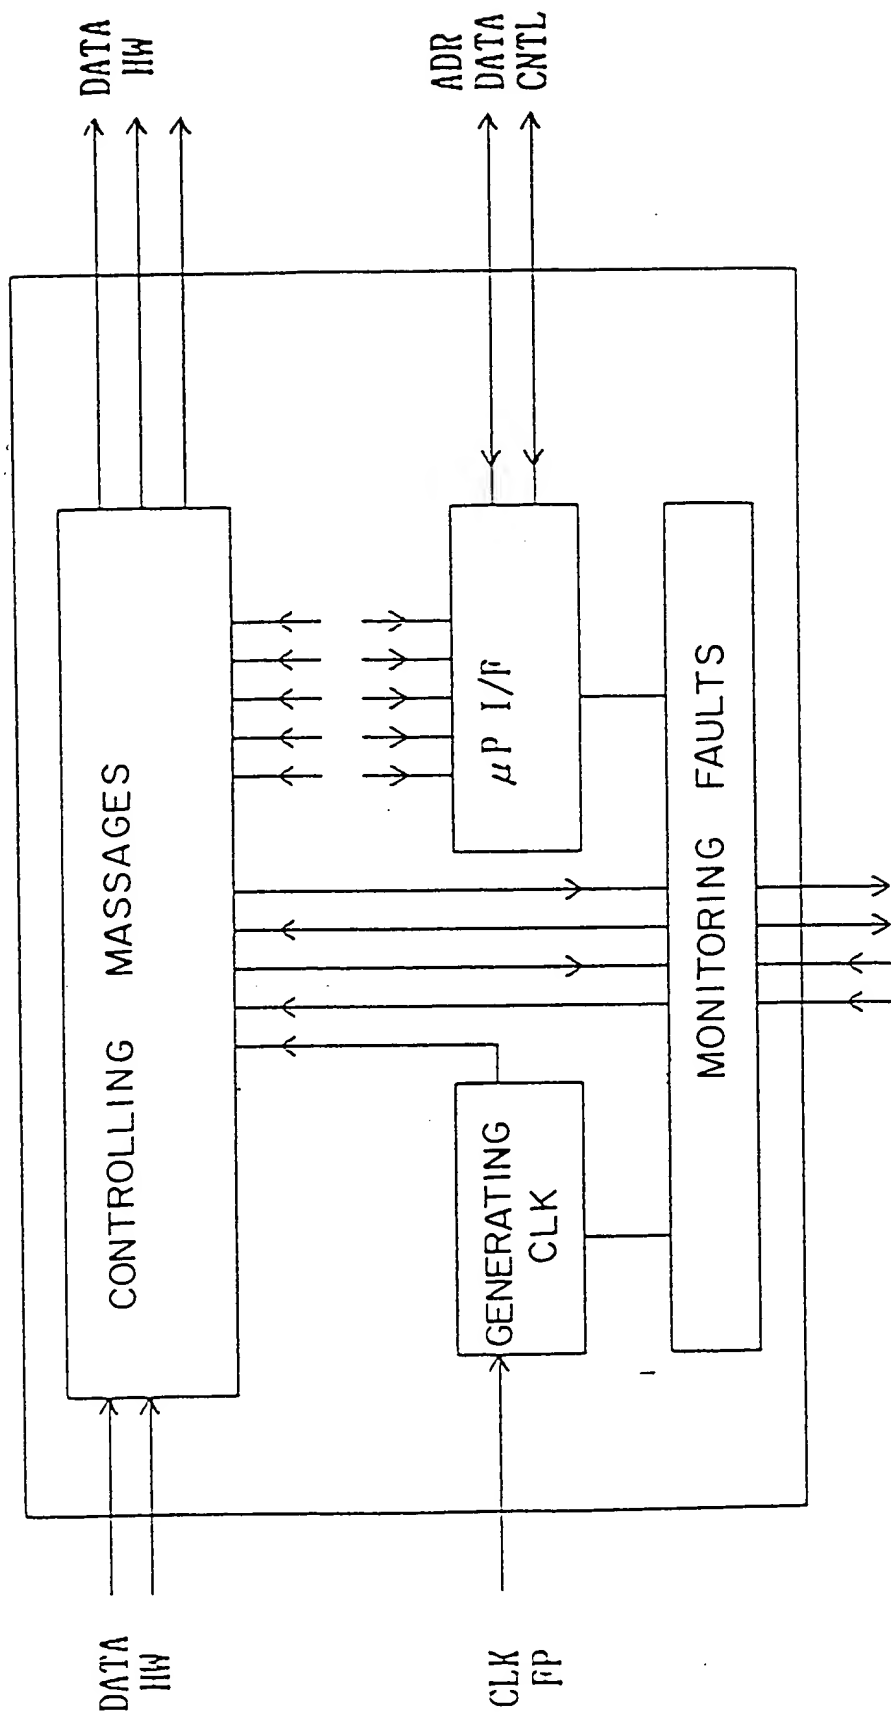 DATA
HW
CONTROLLING MASSAGES
DATA
HW
CLK
FP
GENERATING
CLK
μP I/F
ADR
DATA
CNTL
MONITORING FAULTS